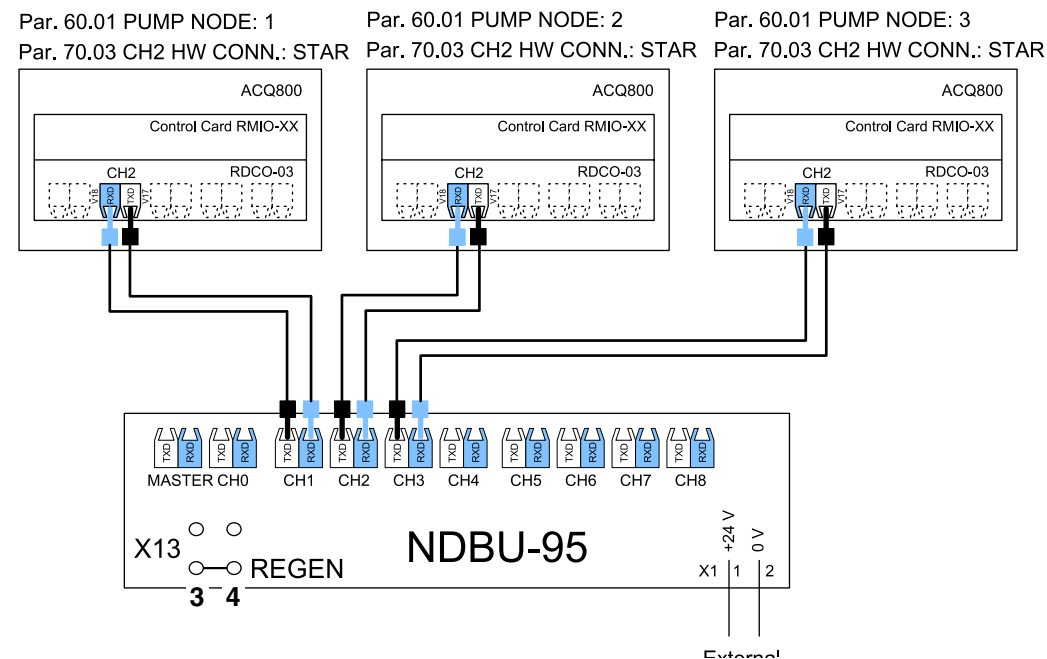 Par. 60.01 PUMP NODE: 1
Par. 70.03 CH2 HW CONN.: STAR
Par. 60.01 PUMP NODE: 2
Par. 70.03 CH2 HW CONN.: STAR
Par. 60.01 PUMP NODE: 3
Par. 70.03 CH2 HW CONN.: STAR
ACQ800
Control Card RMIO-XX
CH2
RDCO-03
V18
RXD
TXD
V17
ACQ800
Control Card RMIO-XX
CH2
RDCO-03
V18
RXD
TXD
V17
ACQ800
Control Card RMIO-XX
CH2
RDCO-03
V18
RXD
TXD
V17
TXD RXD TXD RXD TXD RXD TXD RXD TXD RXD TXD RXD TXD RXD TXD RXD TXD RXD TXD RXD
MASTER CH0 CH1 CH2 CH3 CH4 CH5 CH6 CH7 CH8
X13
REGEN
3 4
NDBU-95
+24 V
0 V
X1 1 2